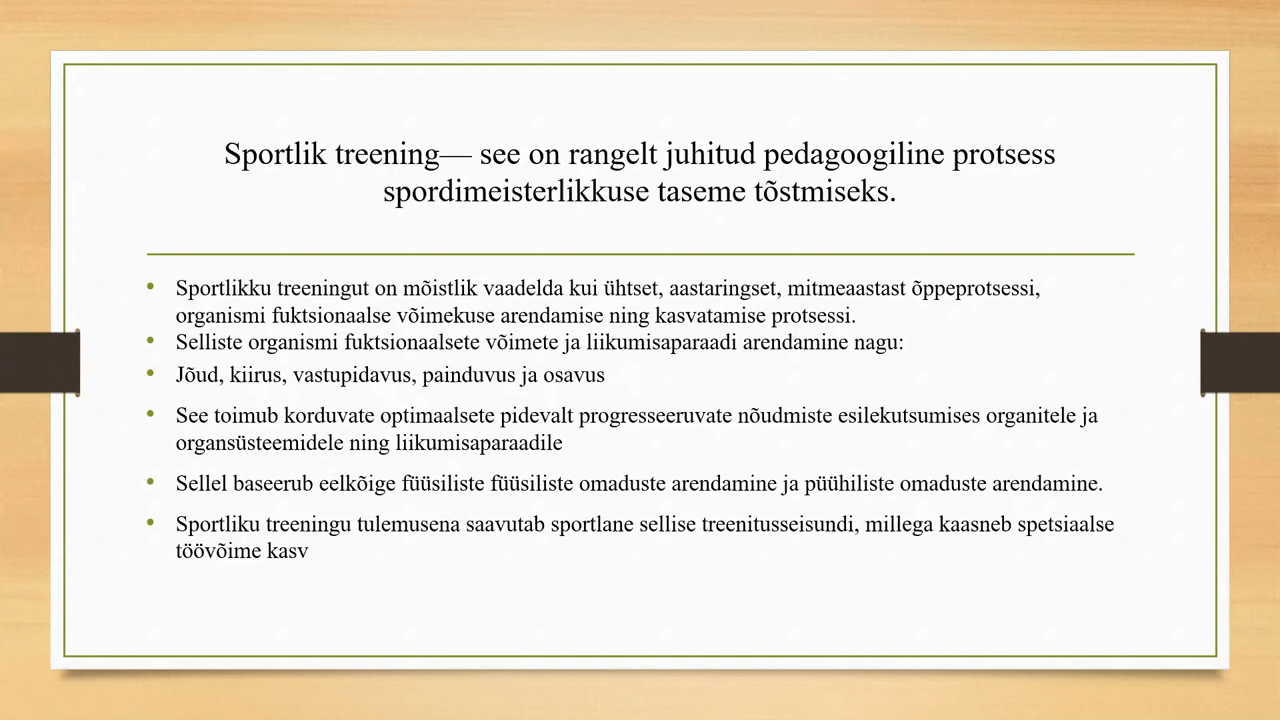 Sportlik treening— see on rangelt juhitud pedagoogiline protsess
spordimeisterlikkuse taseme tõstmiseks.
• Sportlikku treeningut on mõistlik vaadelda kui ühtset, aastaringset, mitmeaastast õppeprotsessi,
organismi fuktsionaalse võimekuse arendamise ning kasvatamise protsessi.
• Selliste organismi fuktsionaalsete võimete ja liikumisaparaadi arendamine nagu:
• Jõud, kiirus, vastupidavus, painduvus ja osavus
• See toimub korduvate optimaalsete pidevalt progresseeruvate nõudmiste esilekutsumises organitele ja
organsüsteemidele ning liikumisaparaadile
• Sellel baseerub eelkõige füüsiliste füüsiliste omaduste arendamine ja püühiliste omaduste arendamine.
• Sportliku treeningu tulemusena saavutab sportlane sellise treenitusseisundi, millega kaasneb spetsiaalse
töövõime kasv